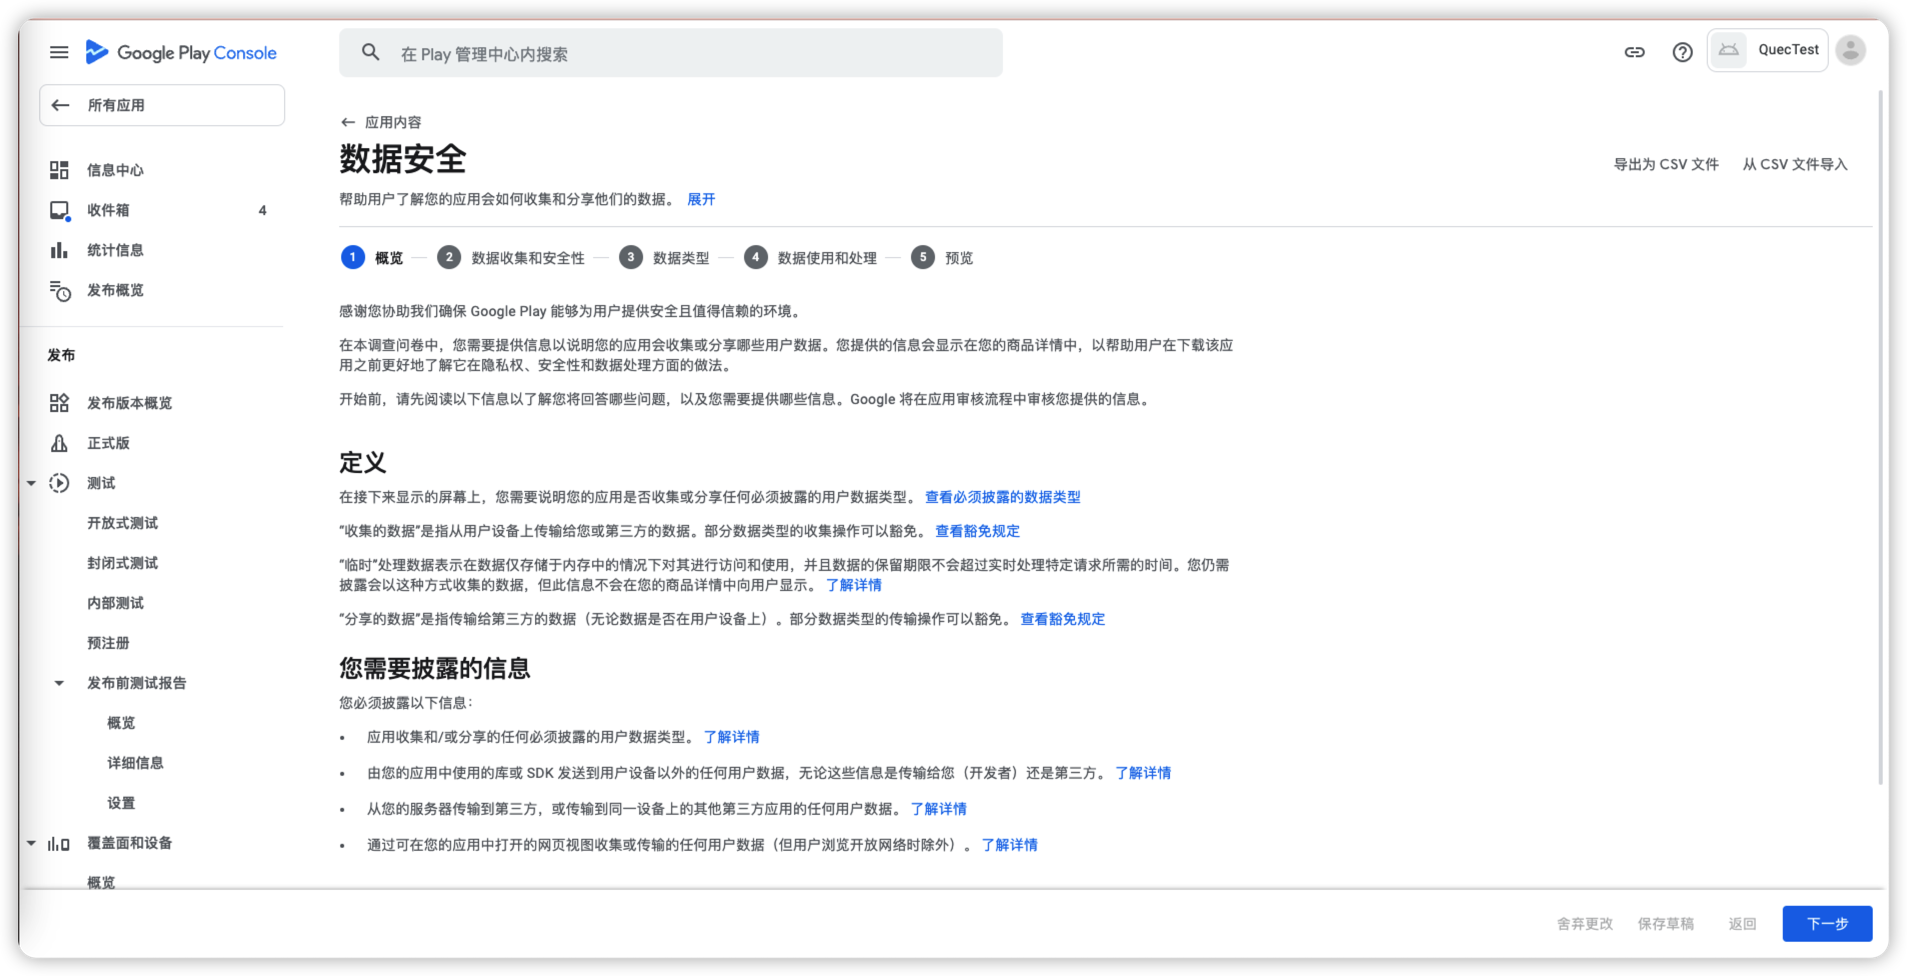 Google Play Console
在 Play 管理中心内搜索
QuecTest
所有应用
信息中心
收件箱 4
统计信息
发布概览
发布
发布版本概览
正式版
测试
开放式测试
封闭式测试
内部测试
预注册
发布前测试报告
概览
详细信息
设置
覆盖面和设备
概览
应用内容
数据安全
导出为 CSV 文件 从 CSV 文件导入
帮助用户了解您的应用会如何收集和分享他们的数据。 展开
1 概览 2 数据收集和安全性 3 数据类型 4 数据使用和处理 5 预览
感谢您协助我们确保 Google Play 能够为用户提供安全且值得信赖的环境。
在本调查问卷中，您需要提供信息以说明您的应用会收集或分享哪些用户数据。您提供的信息会显示在您的商品详情中，以帮助用户在下载该应
用之前更好地了解它在隐私权、安全性和数据处理方面的做法。
开始前，请先阅读以下信息以了解您将回答哪些问题，以及您需要提供哪些信息。Google 将在应用审核流程中审核您提供的信息。
定义
在接下来显示的屏幕上，您需要说明您的应用是否收集或分享任何必须披露的用户数据类型。 查看必须披露的数据类型
“收集的数据”是指从用户设备上传输给您或第三方的数据。部分数据类型的收集操作可以豁免。 查看豁免规定
“临时”处理数据表示在数据仅存储于内存中的情况下对其进行访问和使用，并且数据的保留期限不会超过实时处理特定请求所需的时间。您仍需
披露会以这种方式收集的数据，但此信息不会在您的商品详情中向用户显示。 了解详情
“分享的数据”是指传输给第三方的数据（无论数据是否在用户设备上）。部分数据类型的传输操作可以豁免。 查看豁免规定
您需要披露的信息
您必须披露以下信息：
• 应用收集和/或分享的任何必须披露的用户数据类型。 了解详情
• 由您的应用中使用的库或 SDK 发送到用户设备以外的任何用户数据，无论这些信息是传输给您（开发者）还是第三方。 了解详情
• 从您的服务器传输到第三方，或传输到同一设备上的其他第三方应用的任何用户数据。 了解详情
• 通过可在您的应用中打开的网页视图收集或传输的任何用户数据（但用户浏览开放网络时除外）。 了解详情
舍弃更改 保存草稿 返回 下一步